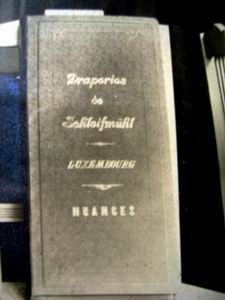 Draperies
de
Schleifmühl
LUXEMBOURG
NUANCES